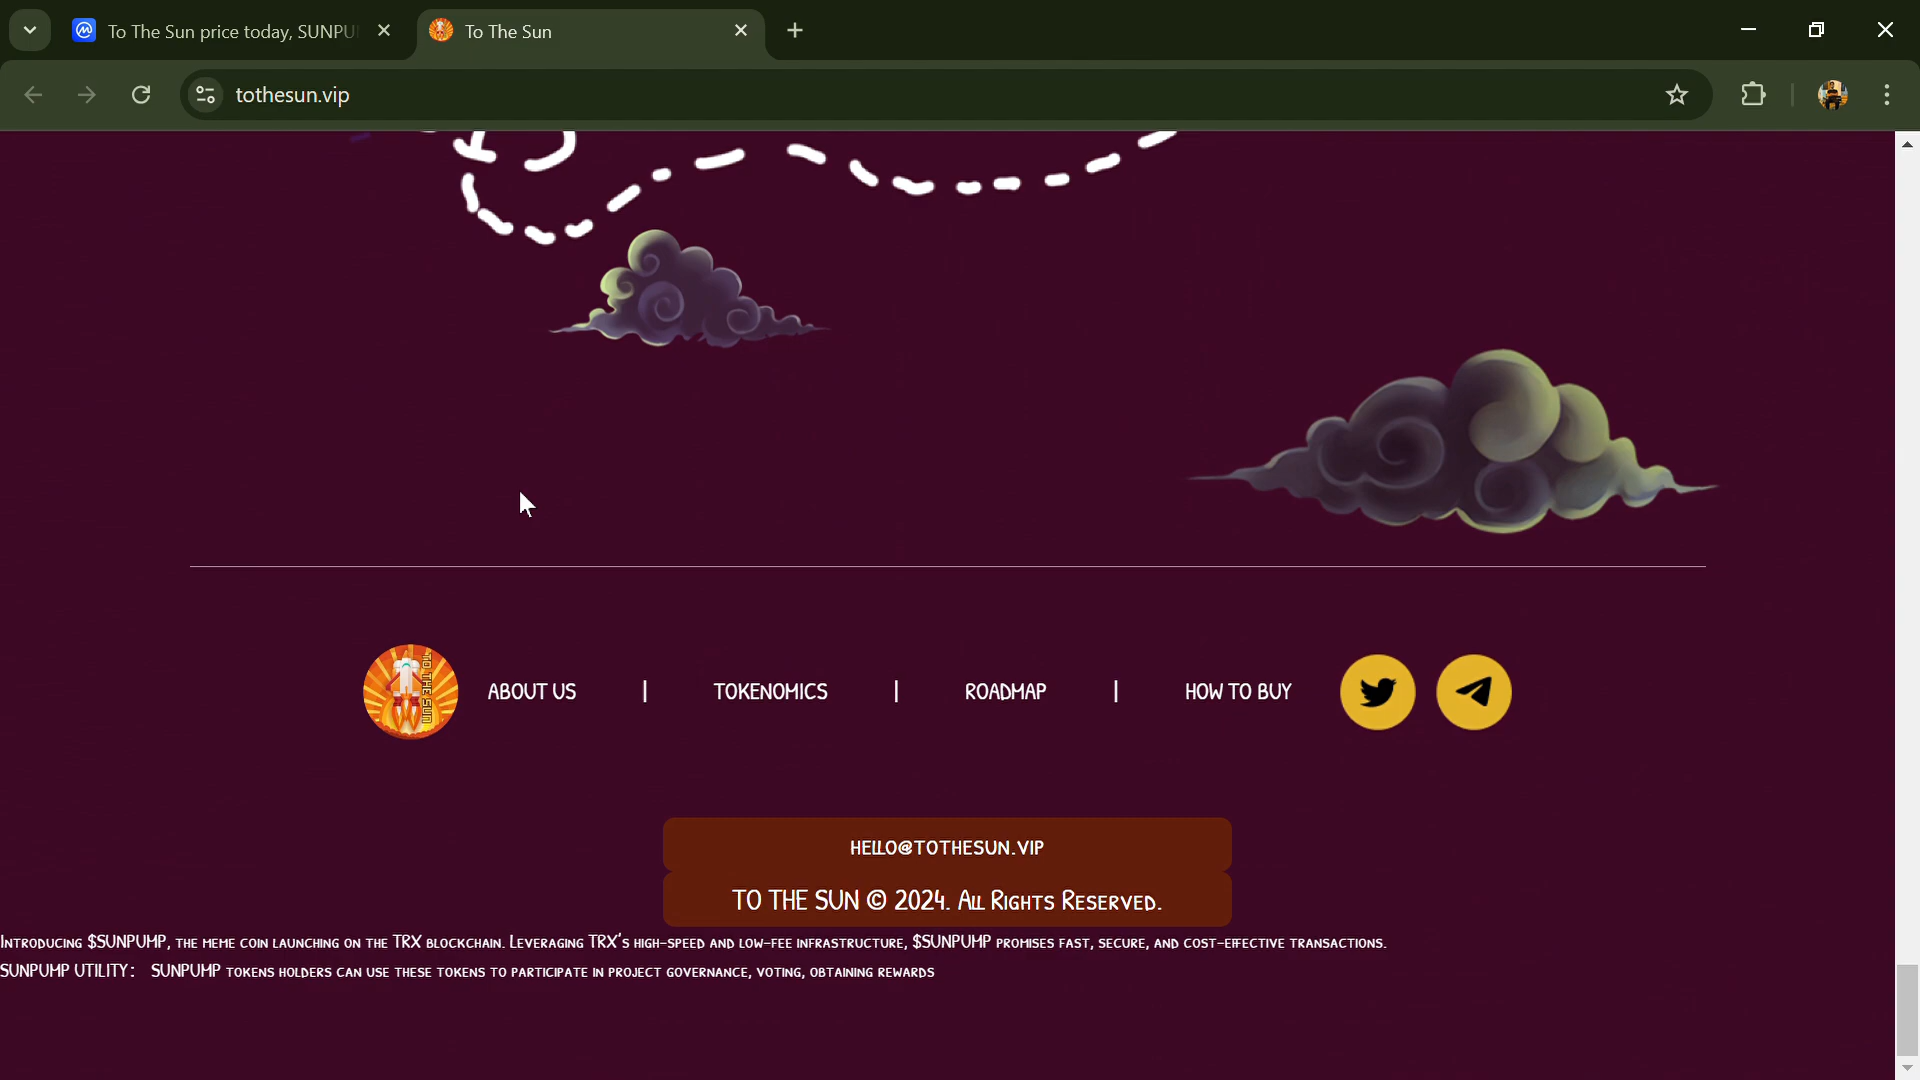 To The Sun price today, SUNPU
To The Sun
tothesun.vip
TO THE SUN
ABOUT US | TOKENOMICS | ROADMAP | HOW TO BUY
HELLO@TOTHESUN.VIP
TO THE SUN © 2024. All Rights Reserved.
Introducing $SUNPUMP, the meme coin launching on the TRX blockchain. Leveraging TRX's high-speed and low-fee infrastructure, $SUNPUMP promises fast, secure, and cost-effective transactions.
SUNPUMP UTILITY: SUNPUMP tokens holders can use these tokens to participate in project governance, voting, obtaining rewards